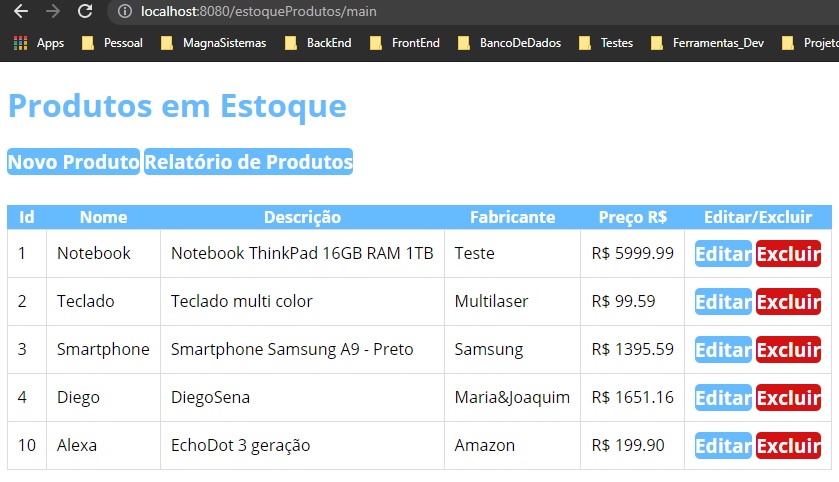 localhost:8080/estoqueProdutos/main
Apps Pessoal MagnaSistemas BackEnd FrontEnd BancoDeDados Testes Ferramentas_Dev Projeto
Produtos em Estoque
Novo Produto Relatório de Produtos
Id Nome Descrição Fabricante Preço R$ Editar/Excluir
1 Notebook Notebook ThinkPad 16GB RAM 1TB Teste R$ 5999.99 Editar Excluir
2 Teclado Teclado multi color Multilaser R$ 99.59 Editar Excluir
3 Smartphone Smartphone Samsung A9 - Preto Samsung R$ 1395.59 Editar Excluir
4 Diego DiegoSena Maria&Joaquim R$ 1651.16 Editar Excluir
10 Alexa EchoDot 3 geração Amazon R$ 199.90 Editar Excluir